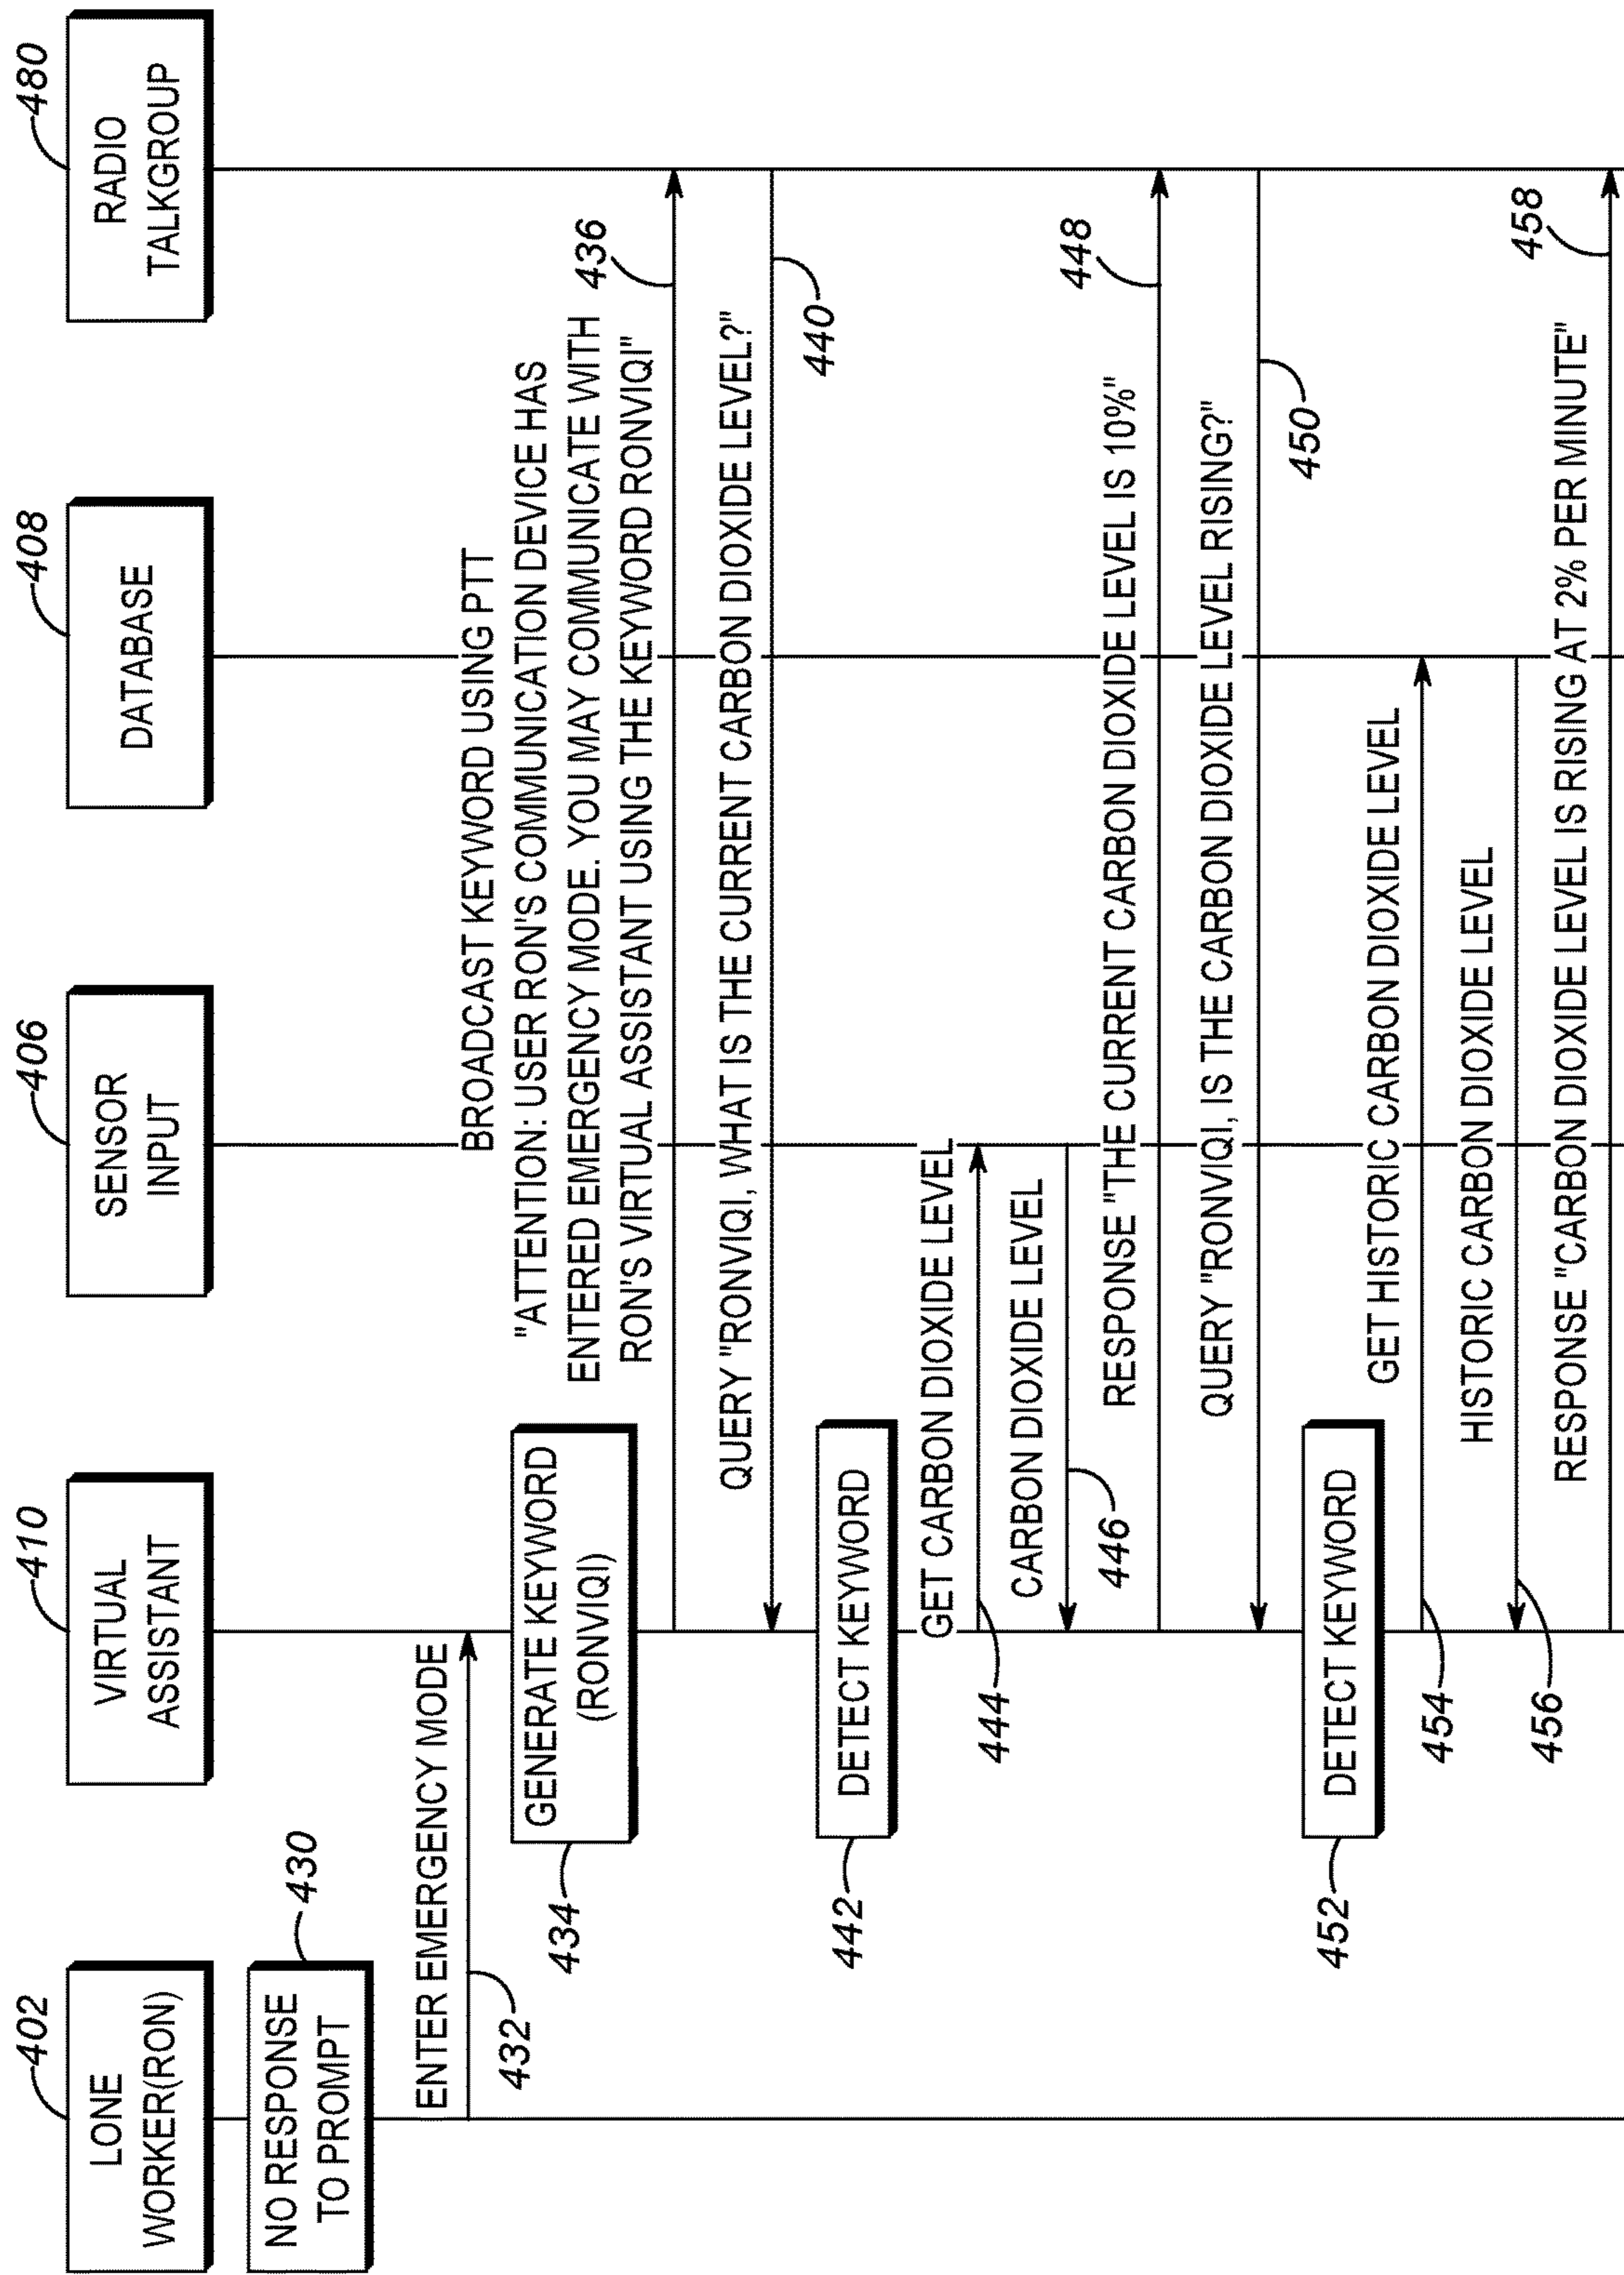 402
LONE
WORKER(RON)
410
VIRTUAL
ASSISTANT
406
SENSOR
INPUT
408
DATABASE
480
RADIO
TALKGROUP
NO RESPONSE
TO PROMPT
430
ENTER EMERGENCY MODE
432
GENERATE KEYWORD
(RONVIQI)
434
BROADCAST KEYWORD USING PTT
"ATTENTION: USER RON'S COMMUNICATION DEVICE HAS
ENTERED EMERGENCY MODE. YOU MAY COMMUNICATE WITH
RON'S VIRTUAL ASSISTANT USING THE KEYWORD RONVIQI"
436
QUERY "RONVIQI, WHAT IS THE CURRENT CARBON DIOXIDE LEVEL?"
440
DETECT KEYWORD
442
GET CARBON DIOXIDE LEVEL
444
CARBON DIOXIDE LEVEL
446
RESPONSE "THE CURRENT CARBON DIOXIDE LEVEL IS 10%"
448
QUERY "RONVIQI, IS THE CARBON DIOXIDE LEVEL RISING?"
450
DETECT KEYWORD
452
GET HISTORIC CARBON DIOXIDE LEVEL
454
HISTORIC CARBON DIOXIDE LEVEL
456
RESPONSE "CARBON DIOXIDE LEVEL IS RISING AT 2% PER MINUTE"
458